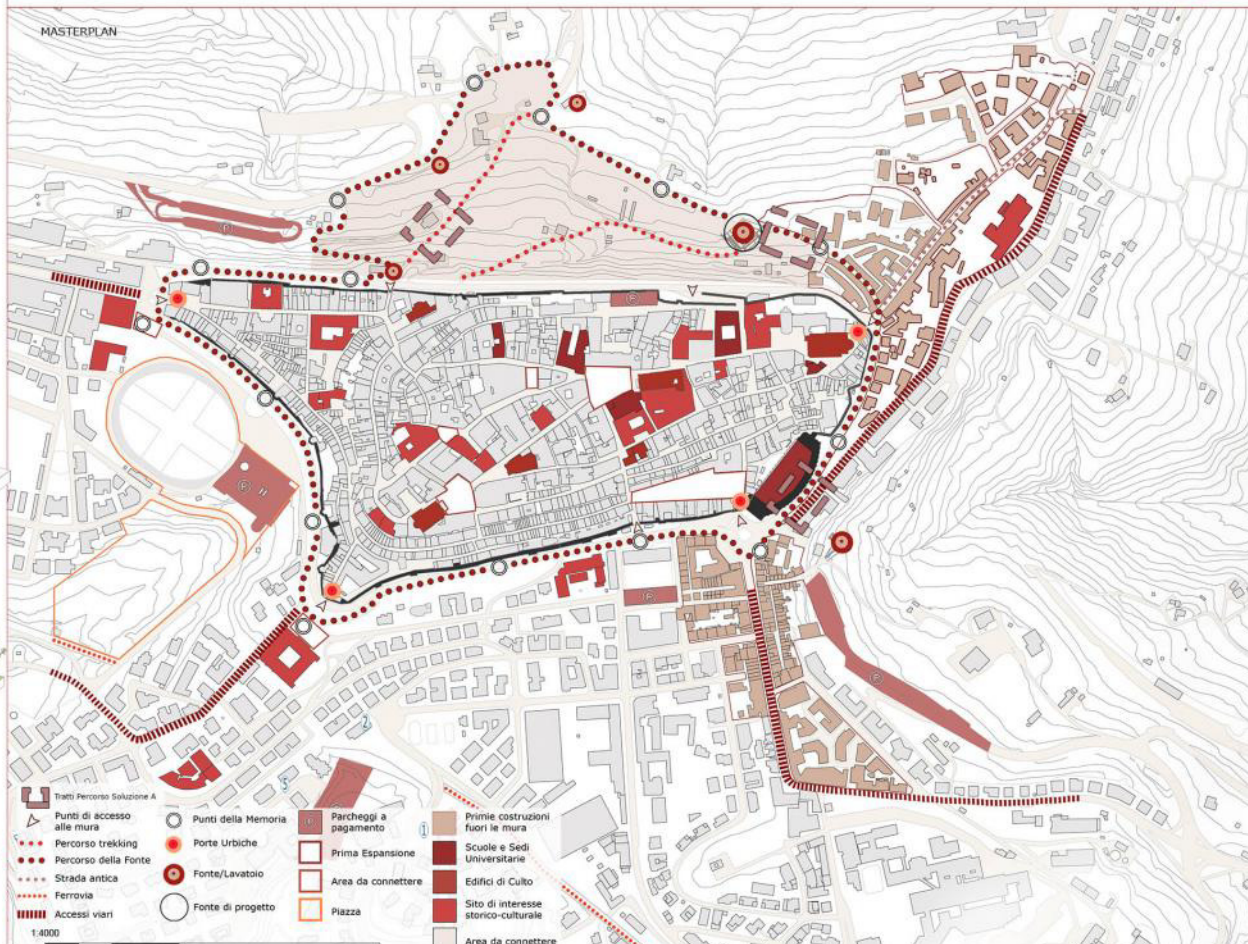 MASTERPLAN
P
P
P
P
P
2
5
1
Tratti Percorso Soluzione A
Punti di accesso
alle mura
Percorso trekking
Percorso della Fonte
Strada antica
Ferrovia
Accessi viari
Punti della Memoria
Porte Urbiche
Fonte/Lavatoio
Fonte di progetto
P
Parcheggi a
pagamento
Prima Espansione
Area da connettere
Piazza
Primie costruzioni
fuori le mura
Scuole e Sedi
Universitarie
Edifici di Culto
Sito di interesse
storico-culturale
Area da connettere
1:4000